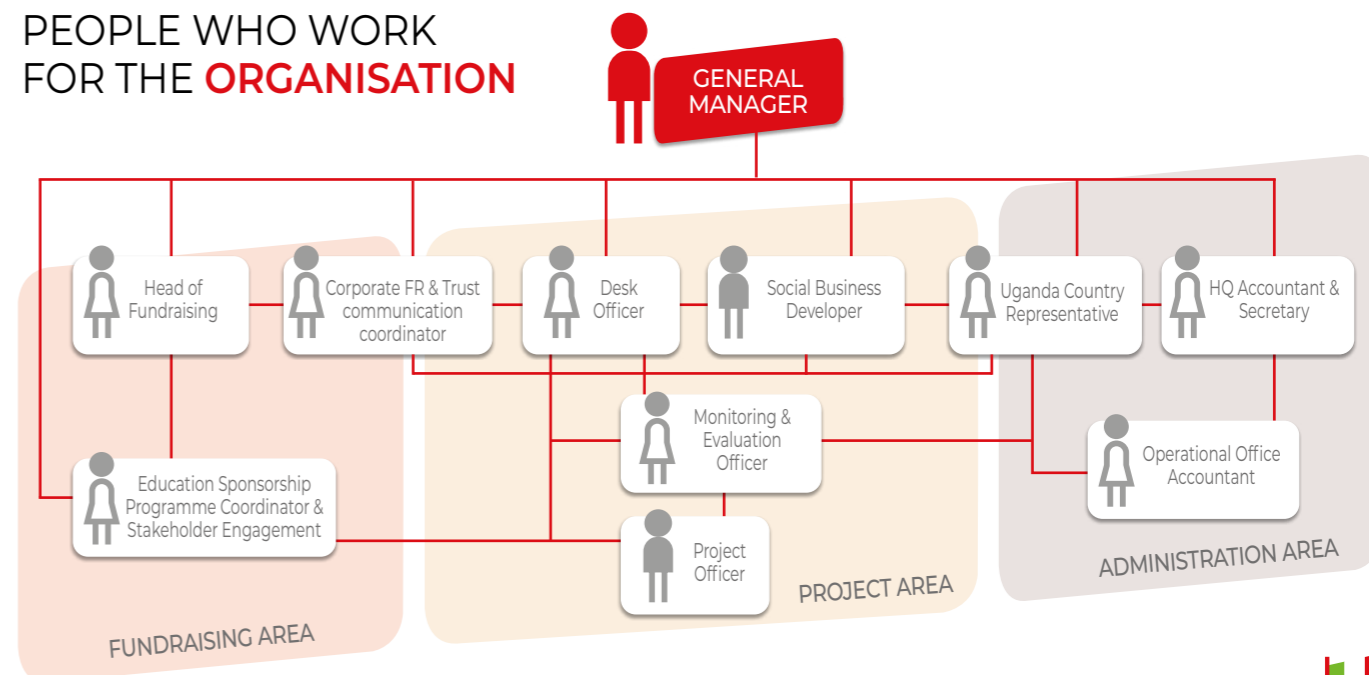 PEOPLE WHO WORK
FOR THE ORGANISATION
GENERAL
MANAGER
Head of
Fundraising
Corporate FR & Trust
communication
coordinator
Desk
Officer
Social Business
Developer
Uganda Country
Representative
HQ Accountant &
Secretary
Monitoring &
Evaluation
Officer
Operational Office
Accountant
Education Sponsorship
Programme Coordinator &
Stakeholder Engagement
Project
Officer
FUNDRAISING AREA
PROJECT AREA
ADMINISTRATION AREA